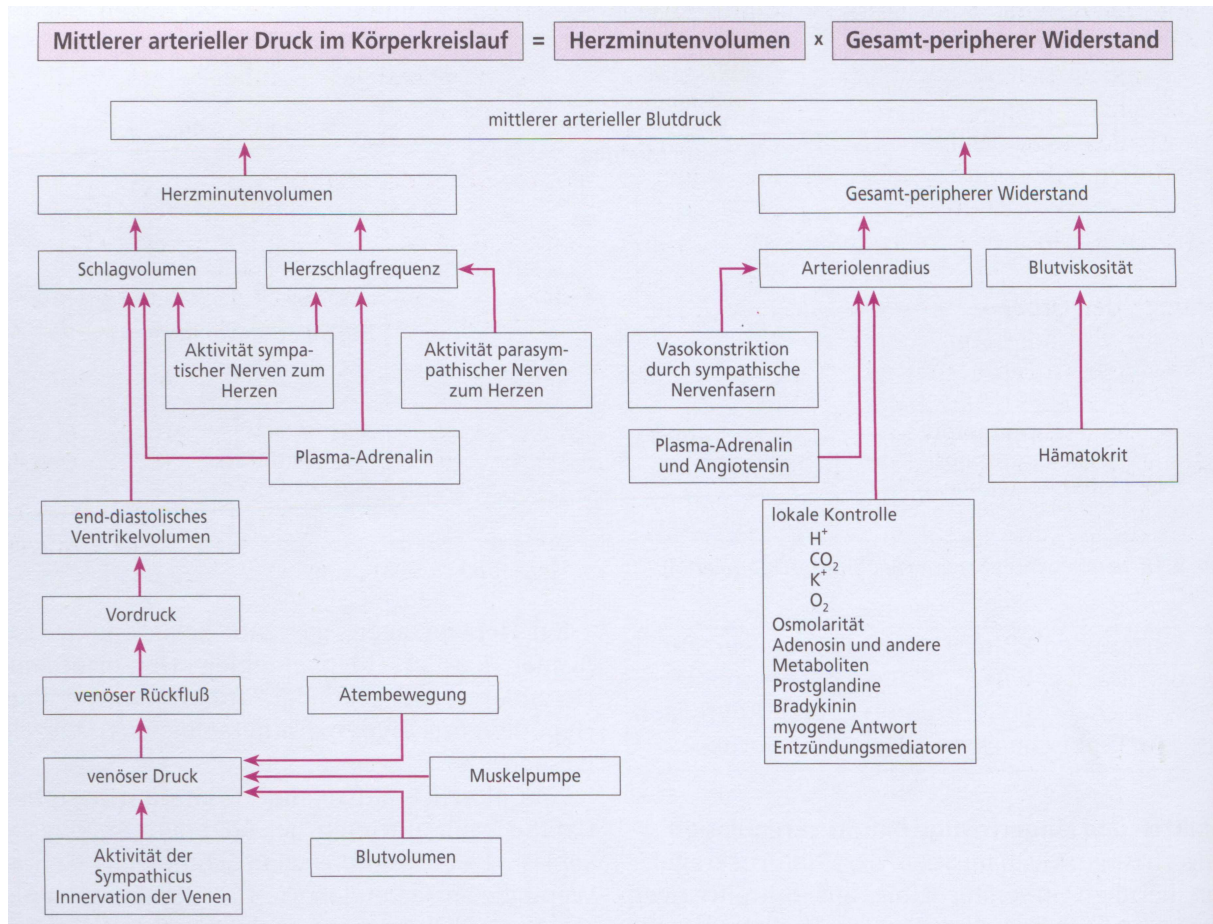 Mittlerer arterieller Druck im Körperkreislauf = Herzminutenvolumen x Gesamt-peripherer Widerstand
mittlerer arterieller Blutdruck
Herzminutenvolumen
Gesamt-peripherer Widerstand
Schlagvolumen
Herzschlagfrequenz
Arteriolenradius
Blutviskosität
Aktivität sympa-
tischer Nerven zum
Herzen
Aktivität parasym-
pathischer Nerven
zum Herzen
Vasokonstriktion
durch sympathische
Nervenfasern
Plasma-Adrenalin
Plasma-Adrenalin
und Angiotensin
Hämatokrit
end-diastolisches
Ventrikelvolumen
lokale Kontrolle
H⁺
CO₂
K⁺
O₂
Osmolarität
Adenosin und andere
Metaboliten
Prostglandine
Bradykinin
myogene Antwort
Entzündungsmediatoren
Vordruck
venöser Rückfluß
Atembewegung
venöser Druck
Muskelpumpe
Aktivität der
Sympathicus
Innervation der Venen
Blutvolumen